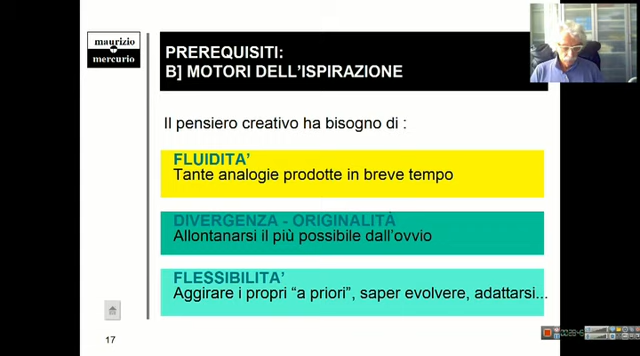 maurizio
mercurio
PREREQUISITI:
B] MOTORI DELL'ISPIRAZIONE
Il pensiero creativo ha bisogno di :
FLUIDITA'
Tante analogie prodotte in breve tempo
DIVERGENZA - ORIGINALITÀ
Allontanarsi il più possibile dall'ovvio
FLESSIBILITA'
Aggirare i propri "a priori", saper evolvere, adattarsi...
17